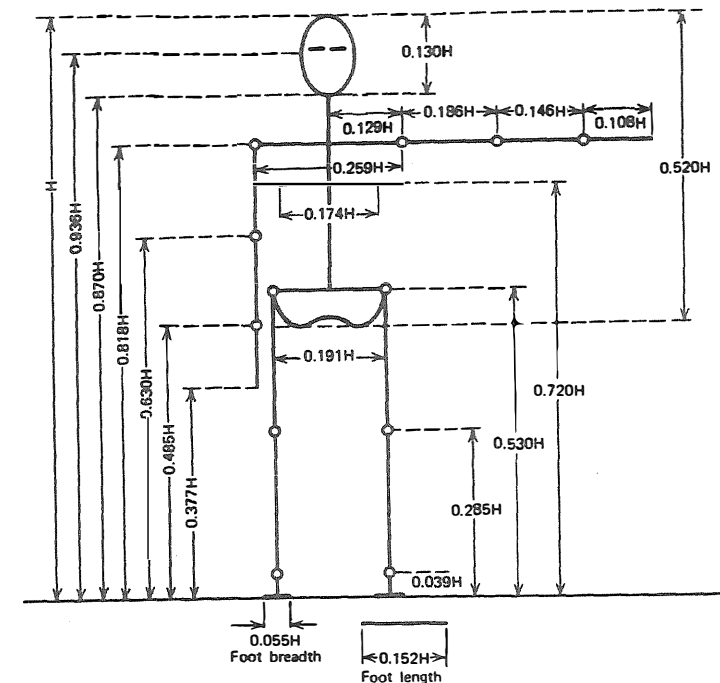 0.130H
0.129H
0.186H
0.146H
0.108H
0.259H
0.520H
0.174H
H
0.936H
0.870H
0.818H
0.630H
0.485H
0.377H
0.191H
0.720H
0.530H
0.285H
0.039H
0.055H
Foot breadth
0.152H
Foot length